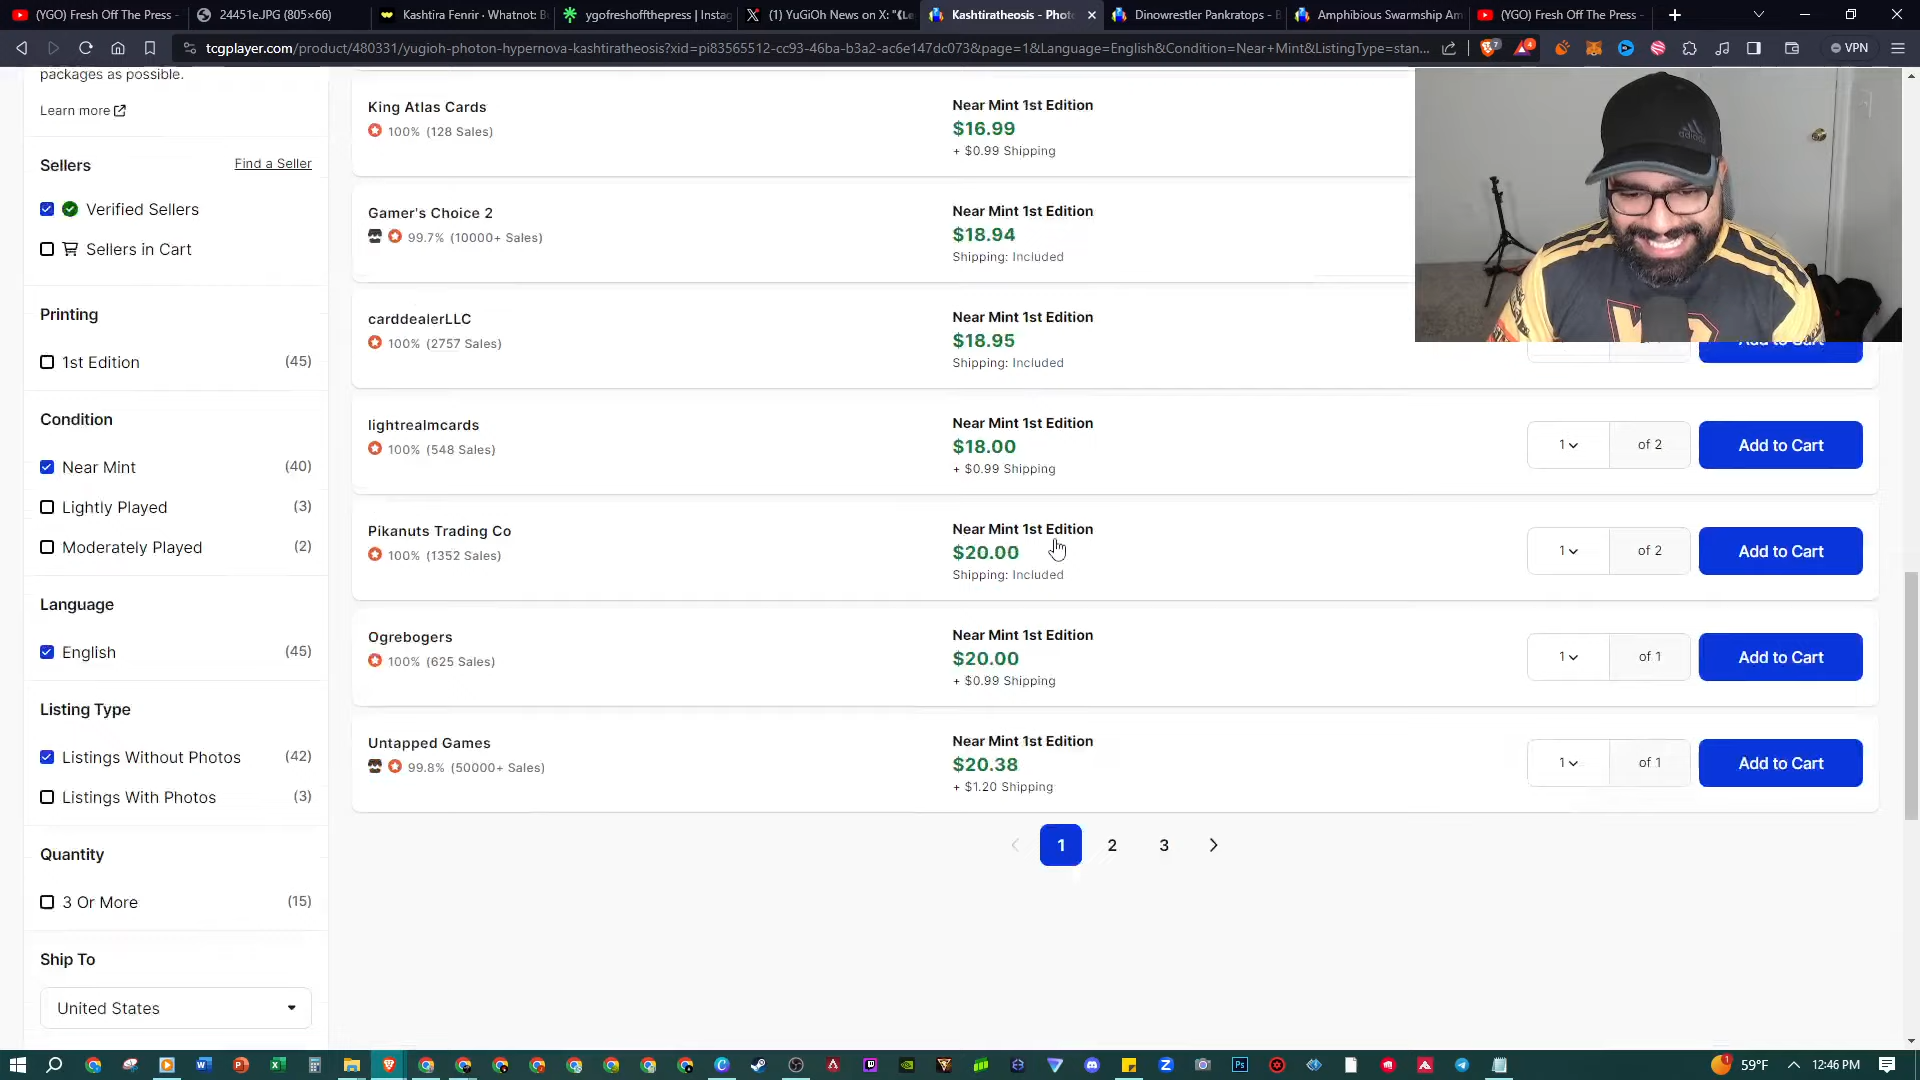 (YGO) Fresh Off The Press -
24451e.JPG (805×66)
Kashtira Fenrir · Whatnot: B
ygofreshoffthepress | Instag
(1) YuGiOh News on X: "《Le
Kashtiratheosis - Phot
Dinowrestler Pankratops - B
Amphibious Swarmship Am
(YGO) Fresh Off The Press -
tcgplayer.com/product/480331/yugioh-photon-hypernova-kashtiratheosis?xid=pi83565512-cc93-46ba-b3a2-ac6e147dc073&page=1&Language=English&Condition=Near+Mint&ListingType=stan...
7
4
VPN
packages as possible.
Learn more
Sellers
Find a Seller
Verified Sellers
Sellers in Cart
Printing
1st Edition (45)
Condition
Near Mint (40)
Lightly Played (3)
Moderately Played (2)
Language
English (45)
Listing Type
Listings Without Photos (42)
Listings With Photos (3)
Quantity
3 Or More (15)
Ship To
United States
King Atlas Cards
100% (128 Sales)
Near Mint 1st Edition
$16.99
+ $0.99 Shipping
Gamer's Choice 2
99.7% (10000+ Sales)
Near Mint 1st Edition
$18.94
Shipping: Included
carddealerLLC
100% (2757 Sales)
Near Mint 1st Edition
$18.95
Shipping: Included
Add to Cart
lightrealmcards
100% (548 Sales)
Near Mint 1st Edition
$18.00
+ $0.99 Shipping
1 of 2 Add to Cart
Pikanuts Trading Co
100% (1352 Sales)
Near Mint 1st Edition
$20.00
Shipping: Included
1 of 2 Add to Cart
Ogrebogers
100% (625 Sales)
Near Mint 1st Edition
$20.00
+ $0.99 Shipping
1 of 1 Add to Cart
Untapped Games
99.8% (50000+ Sales)
Near Mint 1st Edition
$20.38
+ $1.20 Shipping
1 of 1 Add to Cart
1 2 3
adidas
59°F
12:46 PM